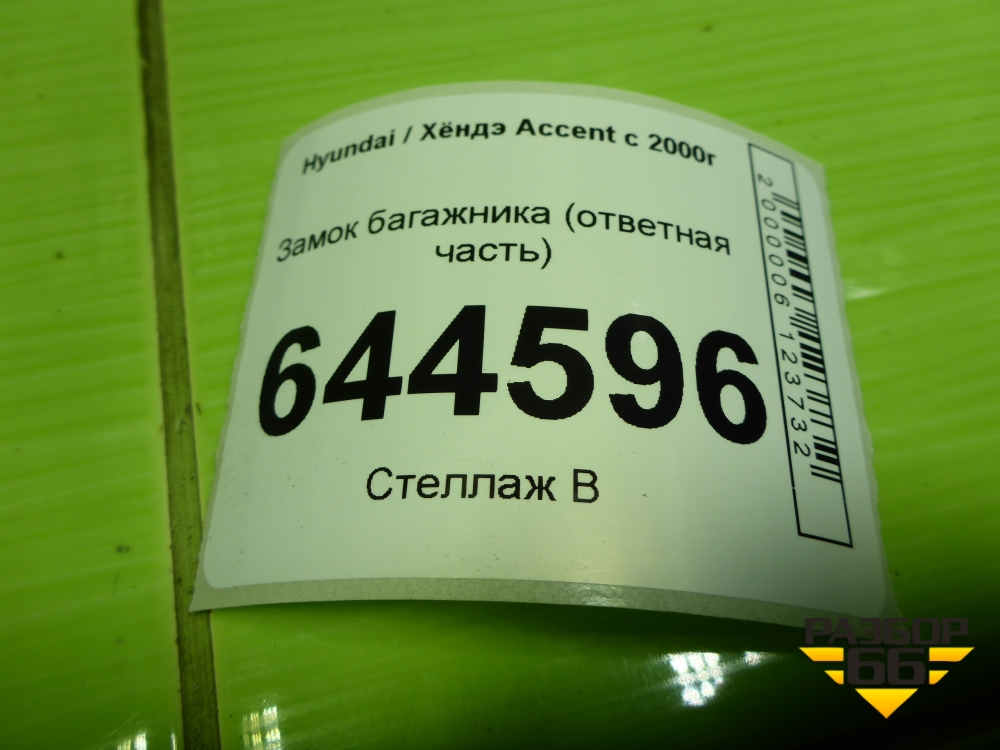 Hyundai / Хёндэ Accent с 2000г
Замок багажника (ответная
часть)
644596
Стеллаж В
2000006123732
РАЗБОР
66